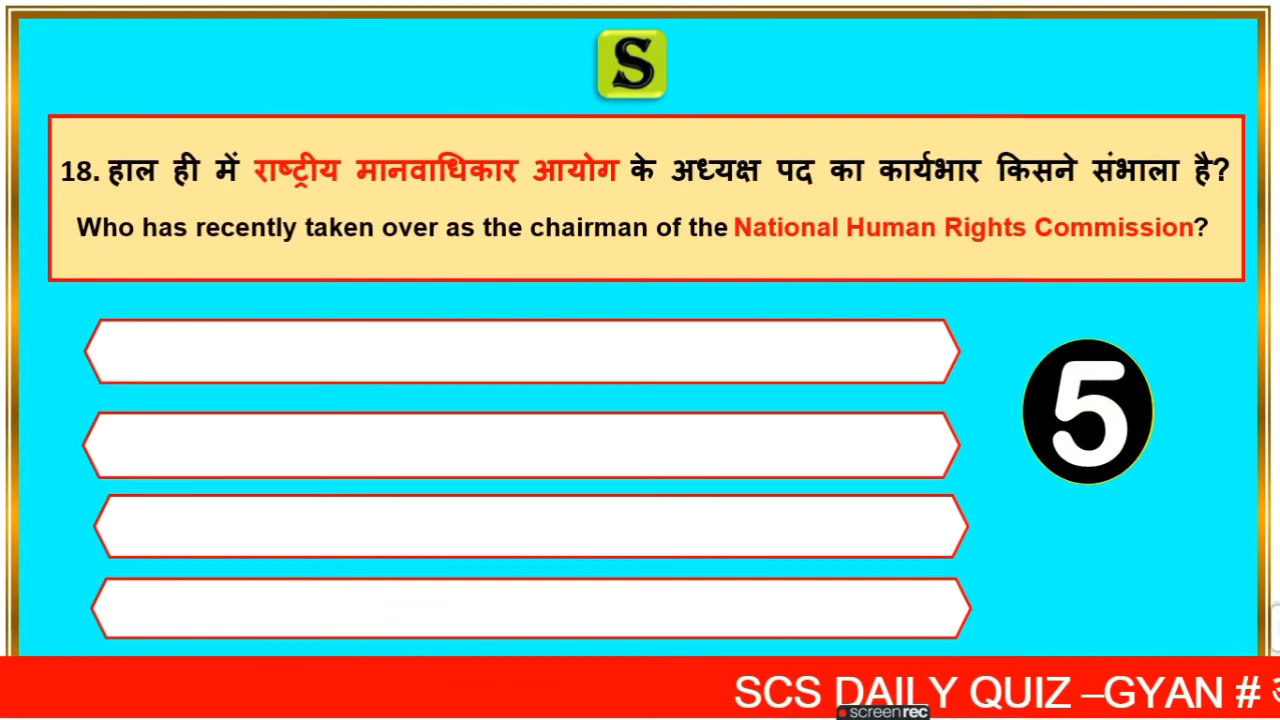 S
18. हाल ही में राष्ट्रीय मानवाधिकार आयोग के अध्यक्ष पद का कार्यभार किसने संभाला है?
Who has recently taken over as the chairman of the National Human Rights Commission?
5
SCS DAILY QUIZ –GYAN #
screenrec